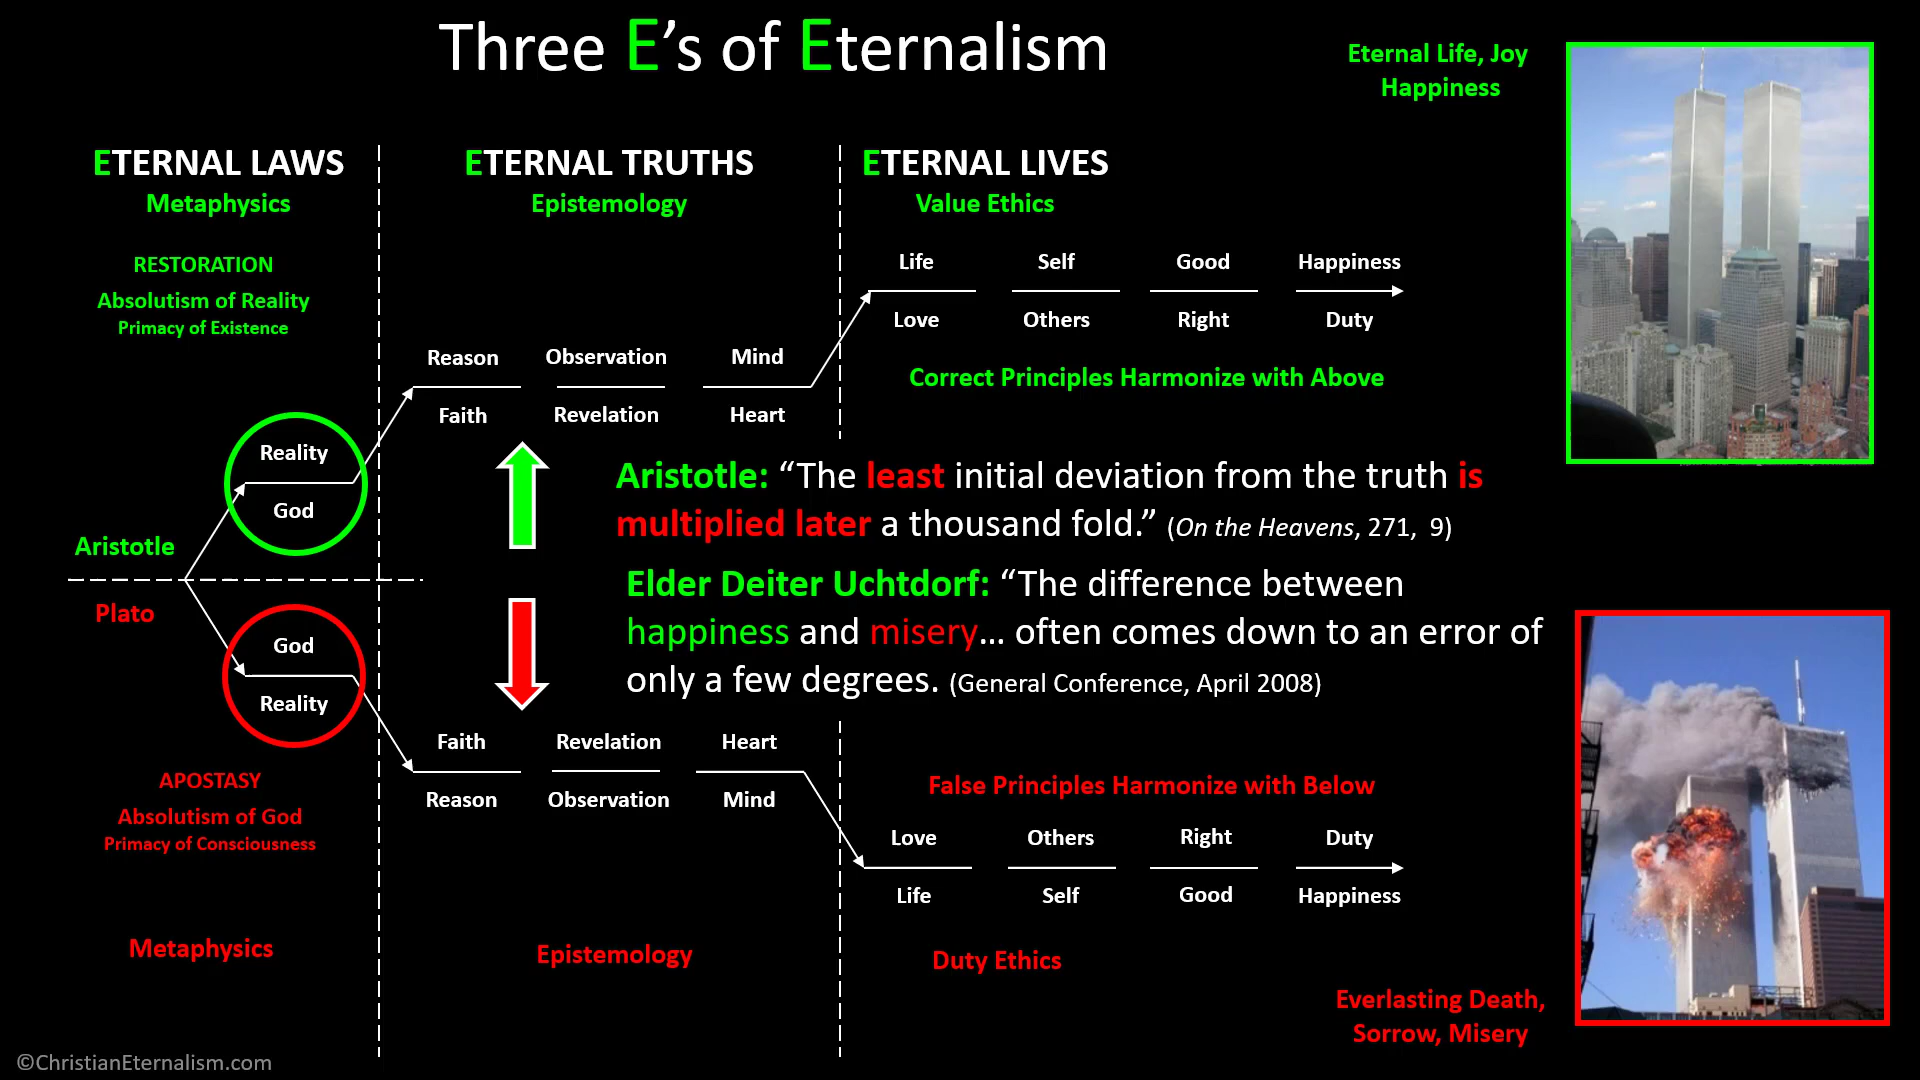 Three E’s of Eternalism
Eternal Life, Joy
Happiness
ETERNAL LAWS
Metaphysics
RESTORATION
Absolutism of Reality
Primacy of Existence
Reality
God
Aristotle
Plato
God
Reality
APOSTASY
Absolutism of God
Primacy of Consciousness
Metaphysics
ETERNAL TRUTHS
Epistemology
Reason Observation Mind
Faith Revelation Heart
Faith Revelation Heart
Reason Observation Mind
Epistemology
ETERNAL LIVES
Value Ethics
Life Self Good Happiness
Love Others Right Duty
Correct Principles Harmonize with Above
Aristotle: “The least initial deviation from the truth is
multiplied later a thousand fold.” (On the Heavens, 271, 9)
Elder Deiter Uchtdorf: “The difference between
happiness and misery… often comes down to an error of
only a few degrees. (General Conference, April 2008)
False Principles Harmonize with Below
Love Others Right Duty
Life Self Good Happiness
Duty Ethics
Everlasting Death,
Sorrow, Misery
©ChristianEternalism.com